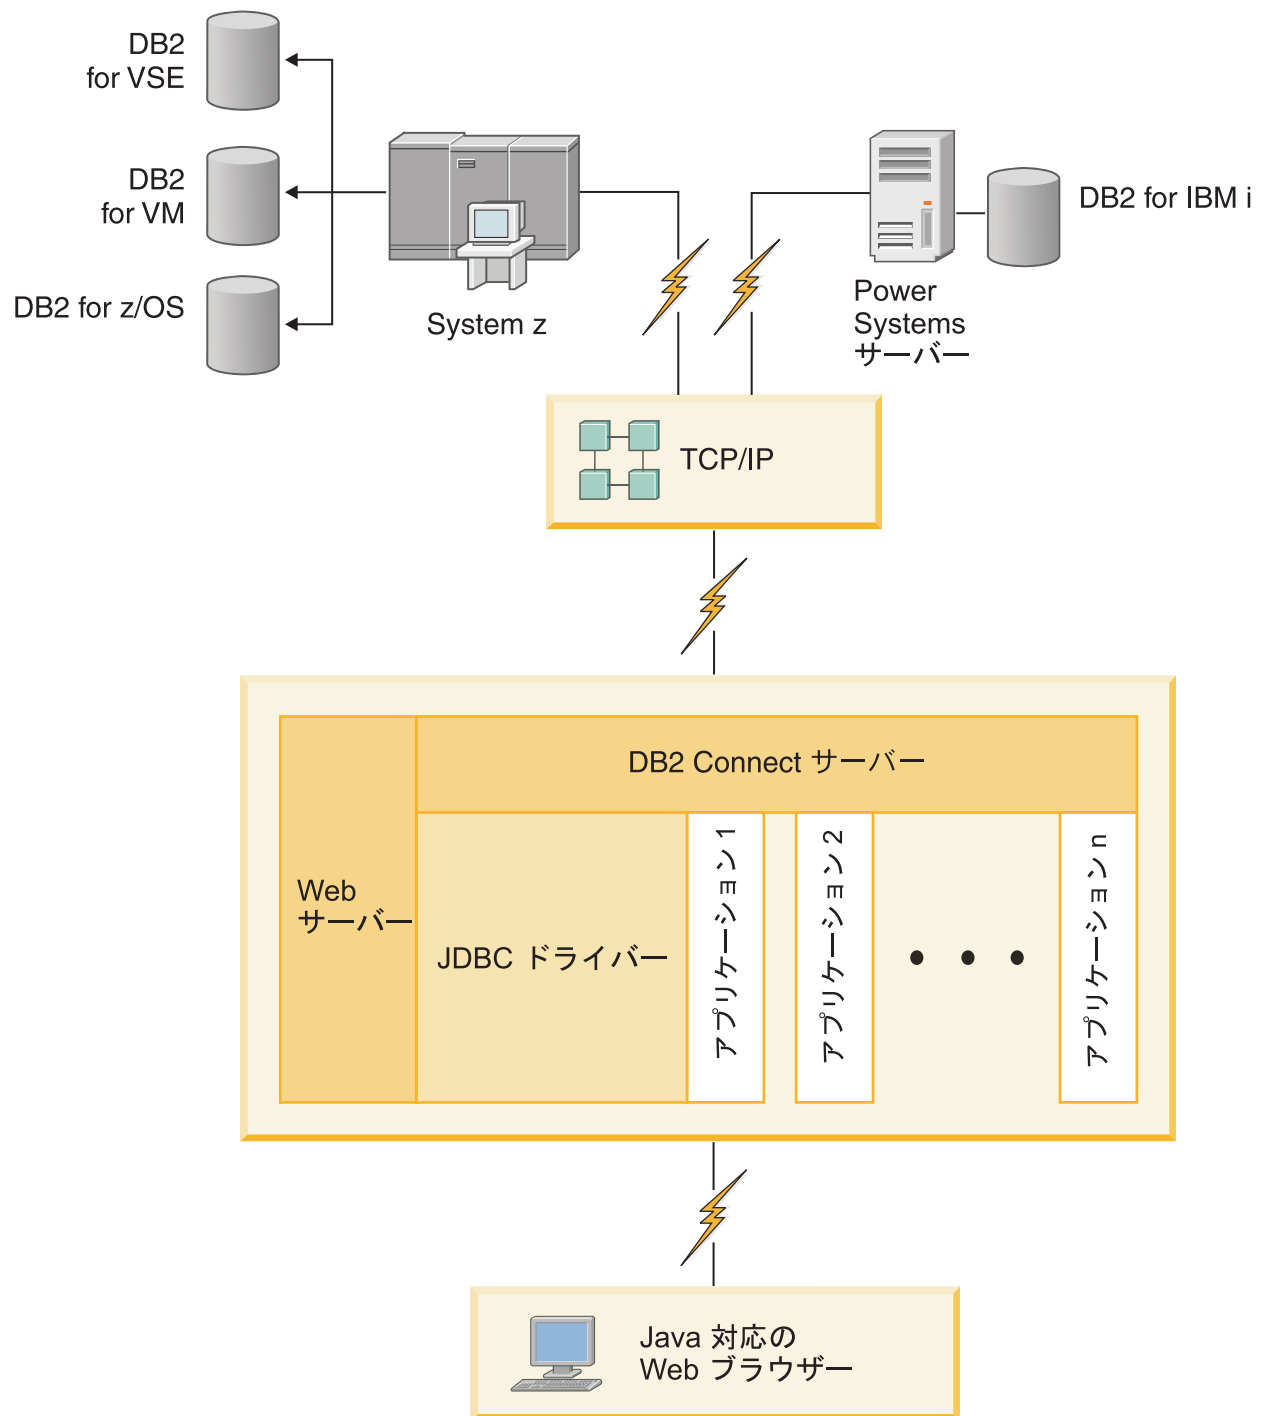 DB2
for VSE
DB2
for VM
DB2 for z/OS
System z
DB2 for IBM i
Power
Systems
サーバー
TCP/IP
DB2 Connect サーバー
Web
サーバー
JDBC ドライバー
アプリケーション 1
アプリケーション 2
アプリケーション n
Java 対応の
Web ブラウザー